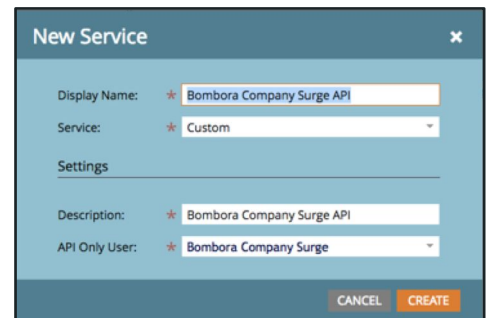 New Service ×
Display Name: * Bombora Company Surge API
Service: * Custom
Settings
Description: * Bombora Company Surge API
API Only User: * Bombora Company Surge
CANCEL CREATE